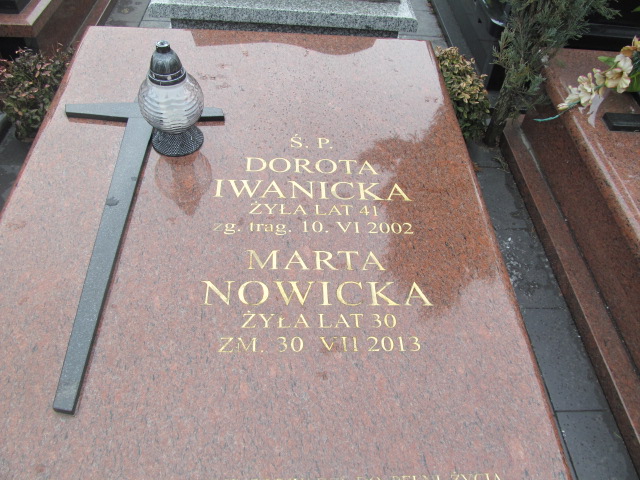 Ś. P.
DOROTA
IWANICKA
ŻYŁA LAT 41
zg. trag. 10. VI 2002
MARTA
NOWICKA
ŻYŁA LAT 30
ZM. 30 VII 2013
ŻYCIA